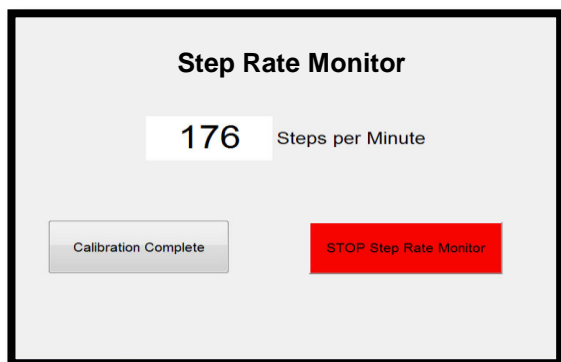 Step Rate Monitor
176 Steps per Minute
Calibration Complete
STOP Step Rate Monitor